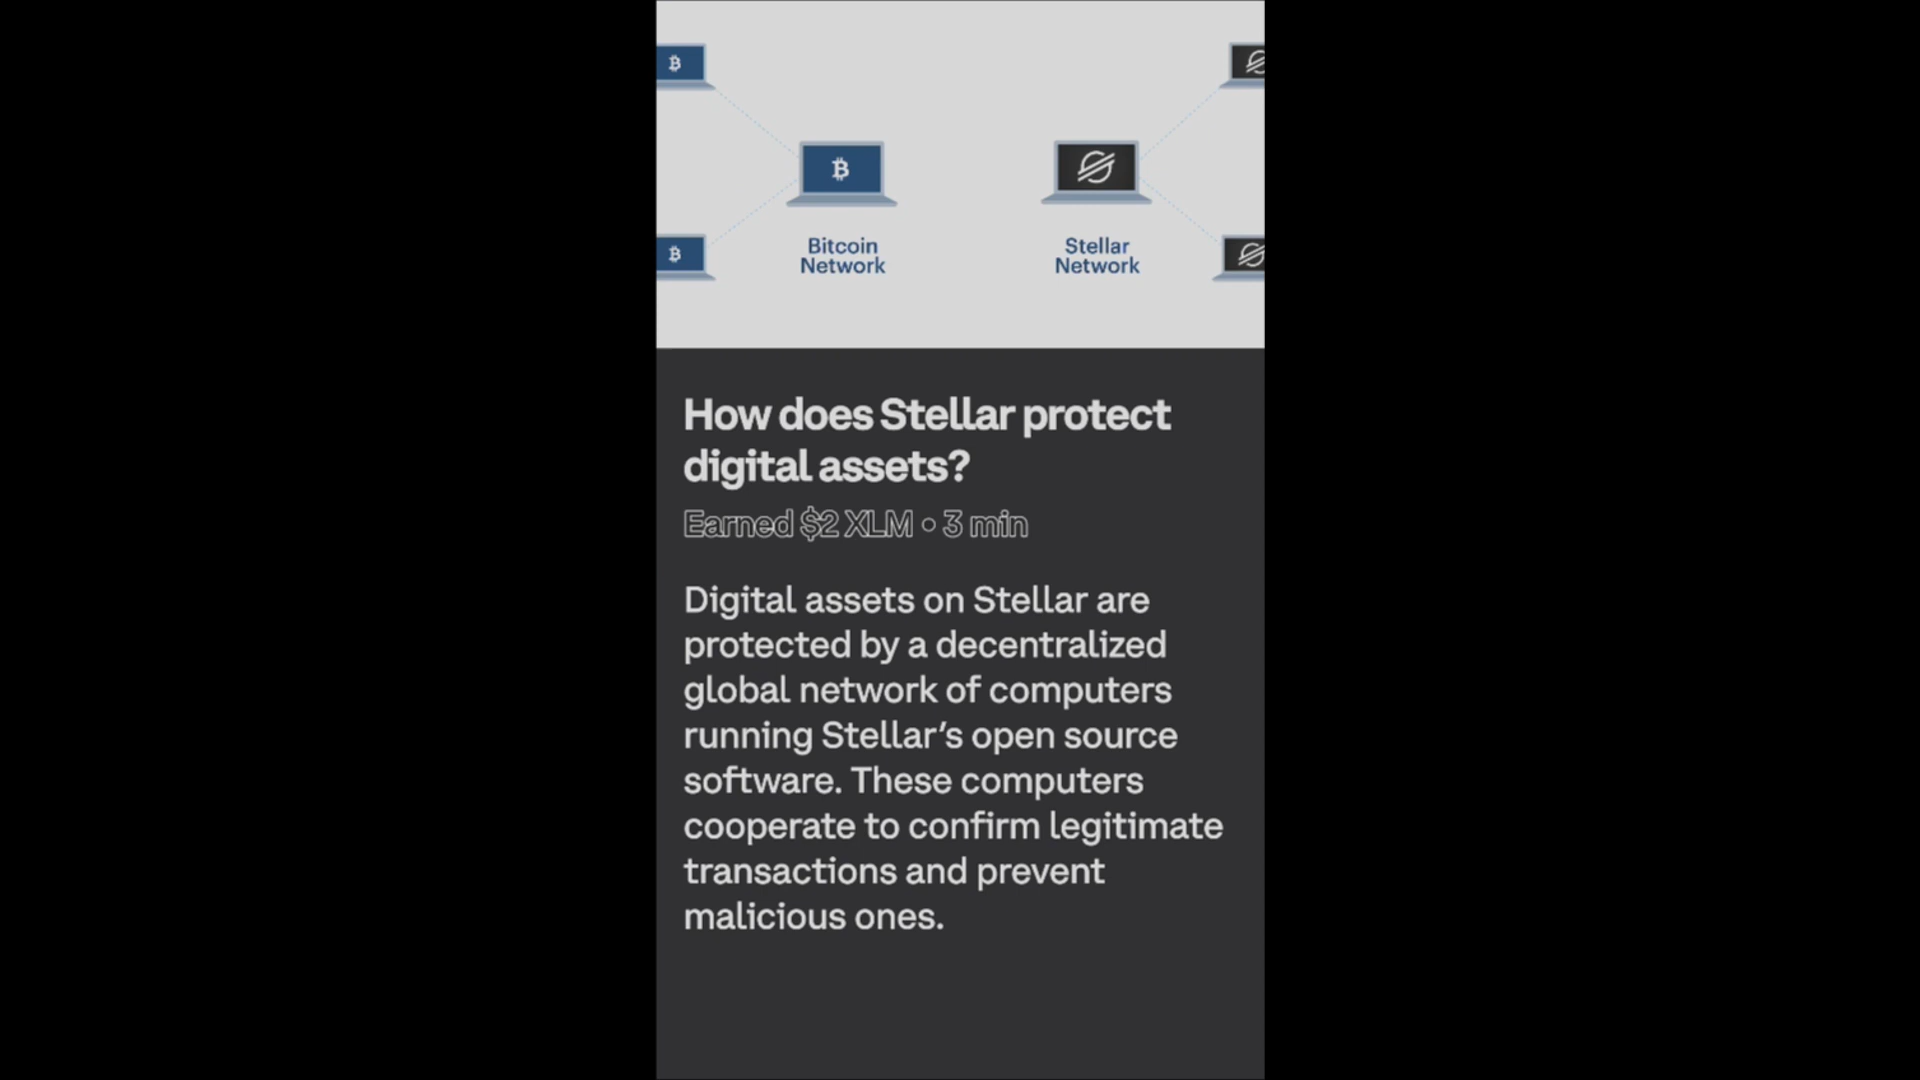 Bitcoin
Network
Stellar
Network
How does Stellar protect
digital assets?
Earned $2 XLM • 3 min
Digital assets on Stellar are
protected by a decentralized
global network of computers
running Stellar’s open source
software. These computers
cooperate to confirm legitimate
transactions and prevent
malicious ones.